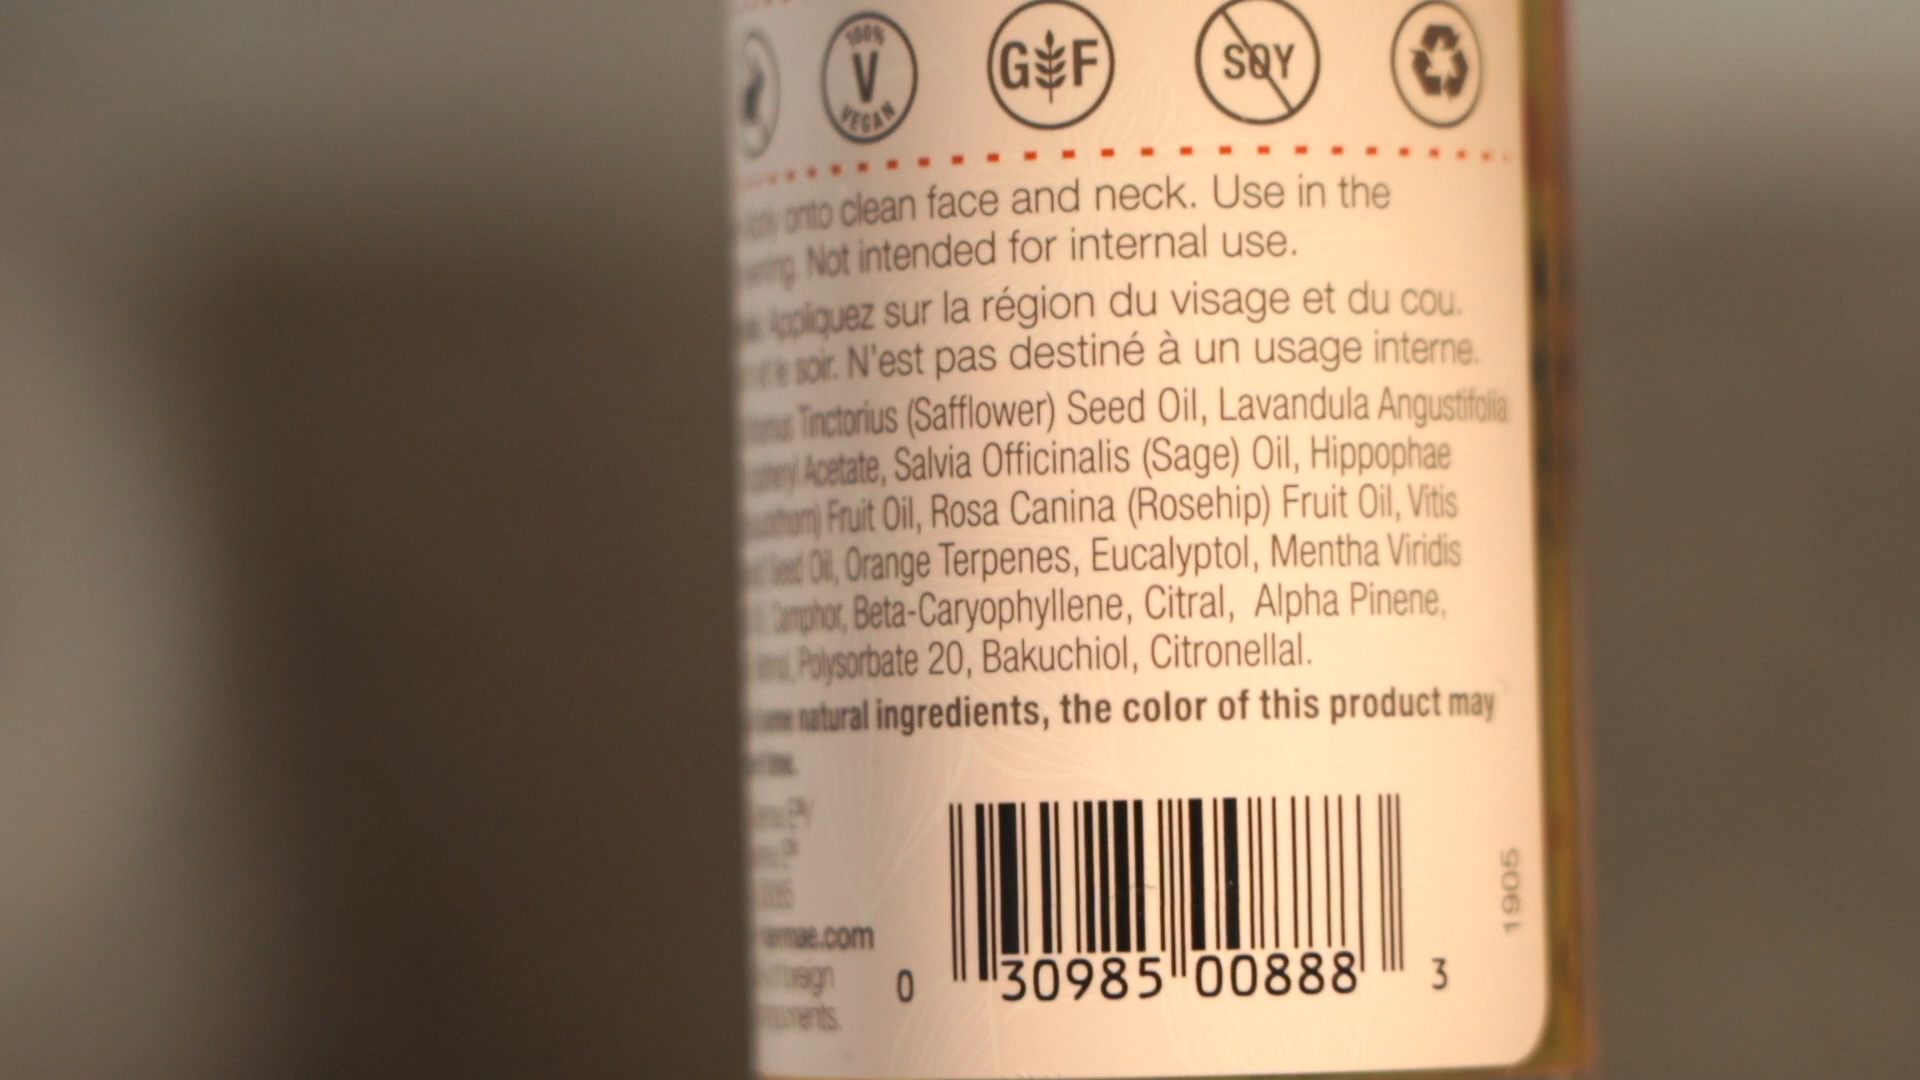 100% V VEGAN
GF
SOY
onto clean face and neck. Use in the
Not intended for internal use.
Appliquez sur la région du visage et du cou.
et le soir. N'est pas destiné à un usage interne.
Tinctorius (Safflower) Seed Oil, Lavandula Angustifolia
Acetate, Salvia Officinalis (Sage) Oil, Hippophae
Fruit Oil, Rosa Canina (Rosehip) Fruit Oil, Vitis
Seed Oil, Orange Terpenes, Eucalyptol, Mentha Viridis
Camphor, Beta-Caryophyllene, Citral, Alpha Pinene,
Polysorbate 20, Bakuchiol, Citronellal.
natural ingredients, the color of this product may
0 30985 00888 3
1905